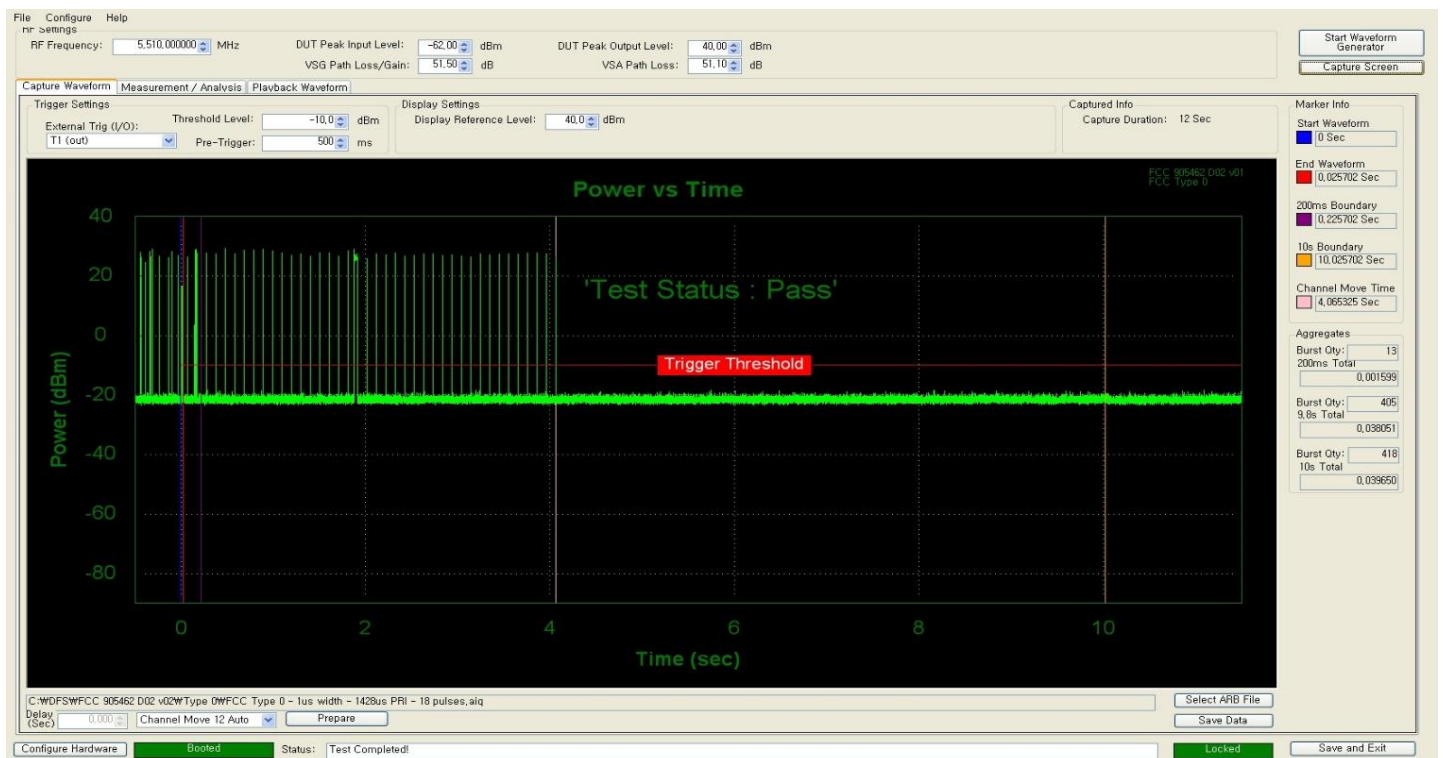 File Configure Help
RF Settings
RF Frequency: 5,510,000000 MHz DUT Peak Input Level: -62,00 dBm DUT Peak Output Level: 40,00 dBm
VSG Path Loss/Gain: 51,50 dB VSA Path Loss: 51,10 dB
Start Waveform
Generator
Capture Screen
Capture Waveform Measurement / Analysis Playback Waveform
Trigger Settings
External Trig (I/O):
T1 (out)
Threshold Level: -10,0 dBm
Pre-Trigger: 500 ms
Display Settings
Display Reference Level: 40,0 dBm
Captured Info
Capture Duration: 12 Sec
Marker Info
Start Waveform
0 Sec
End Waveform
0,025702 Sec
200ms Boundary
0,225702 Sec
10s Boundary
10,025702 Sec
Channel Move Time
4,065325 Sec
Aggregates
Burst Qty: 13
200ms Total
0,001599
Burst Qty: 405
9,8s Total
0,038051
Burst Qty: 418
10s Total
0,039650
FCC 905462 D02 v01
FCC Type 0
Power vs Time
'Test Status : Pass'
Trigger Threshold
Power (dBm)
40
20
0
-20
-40
-60
-80
0 2 4 6 8 10
Time (sec)
C:₩DFS₩FCC 905462 D02 v02₩Type 0₩FCC Type 0 - 1us width - 1428us PRI - 18 pulses,aiq
Select ARB File
Delay
(Sec) 0,000 Channel Move 12 Auto Prepare
Save Data
Configure Hardware Booted Status: Test Completed! Locked Save and Exit